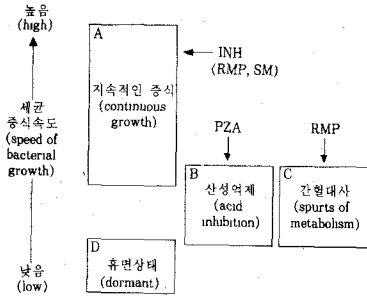 높음
(high)
세균
증식속도
(speed of
bacterial
growth)
낮음
(low)
A
지속적인 증식
(continuous
growth)
INH
(RMP, SM)
PZA
RMP
B
산성억제
(acid
inhibition)
C
간헐대사
(spurts of
metabolism)
D
휴면상태
(dormant)